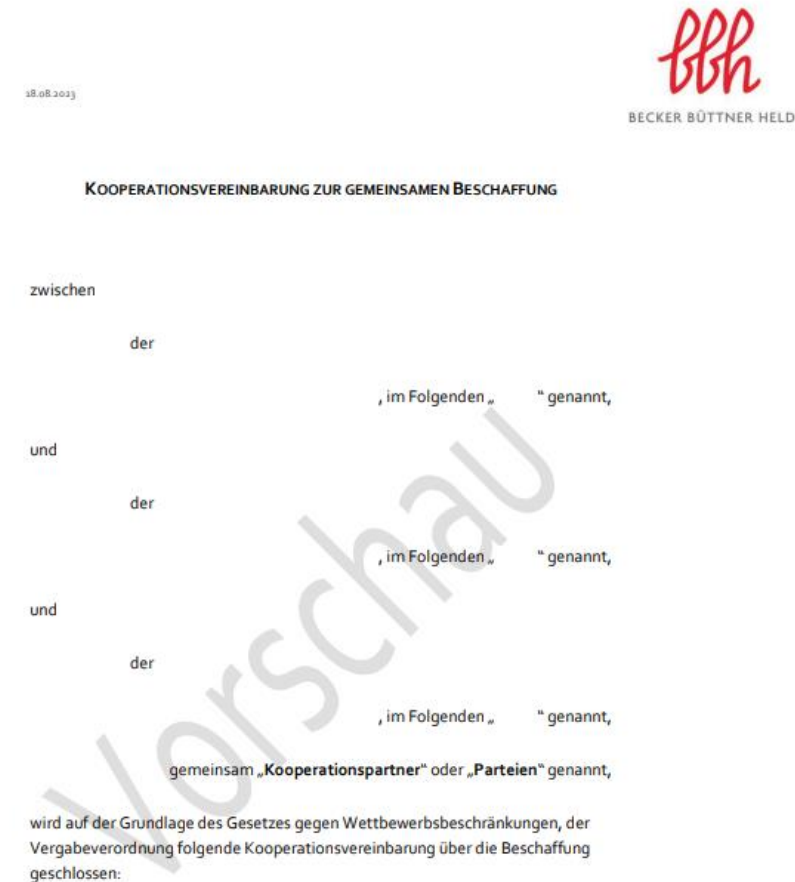 bbh
18.08.2023
BECKER BÜTTNER HELD
KOOPERATIONSVEREINBARUNG ZUR GEMEINSAMEN BESCHAFFUNG
zwischen
der
, im Folgenden „ “ genannt,
und
der
, im Folgenden „ “ genannt,
und
der
, im Folgenden „ “ genannt,
gemeinsam „Kooperationspartner“ oder „Parteien“ genannt,
wird auf der Grundlage des Gesetzes gegen Wettbewerbsbeschränkungen, der
Vergabeverordnung folgende Kooperationsvereinbarung über die Beschaffung
geschlossen:
Vorschau